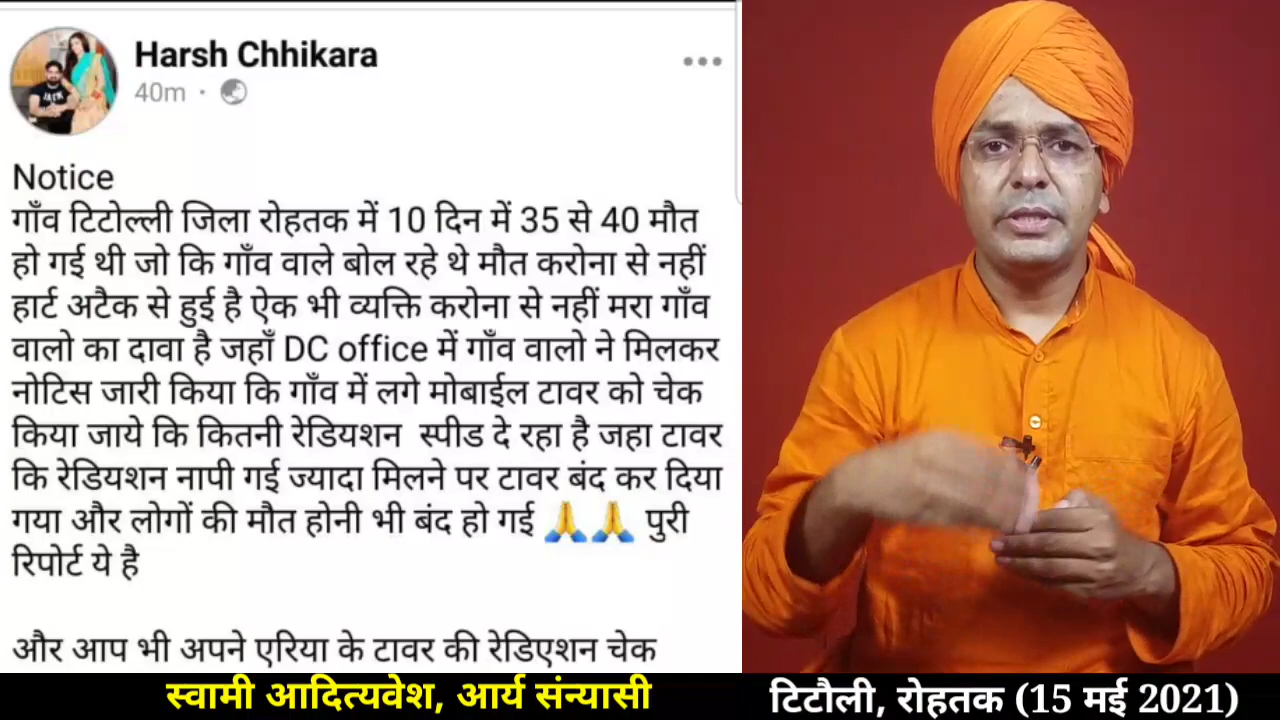 Harsh Chhikara
40m
Notice
गाँव टिटोल्ली जिला रोहतक में 10 दिन में 35 से 40 मौत
हो गई थी जो कि गाँव वाले बोल रहे थे मौत करोना से नहीं
हार्ट अटैक से हुई है ऐक भी व्यक्ति करोना से नहीं मरा गाँव
वालो का दावा है जहाँ DC office में गाँव वालो ने मिलकर
नोटिस जारी किया कि गाँव में लगे मोबाईल टावर को चेक
किया जाये कि कितनी रेडियशन स्पीड दे रहा है जहा टावर
कि रेडियशन नापी गई ज्यादा मिलने पर टावर बंद कर दिया
गया और लोगों की मौत होनी भी बंद हो गई 🙏🙏 पुरी
रिपोर्ट ये है
और आप भी अपने एरिया के टावर की रेडिएशन चेक
स्वामी आदित्यवेश, आर्य संन्यासी
टिटौली, रोहतक (15 मई 2021)